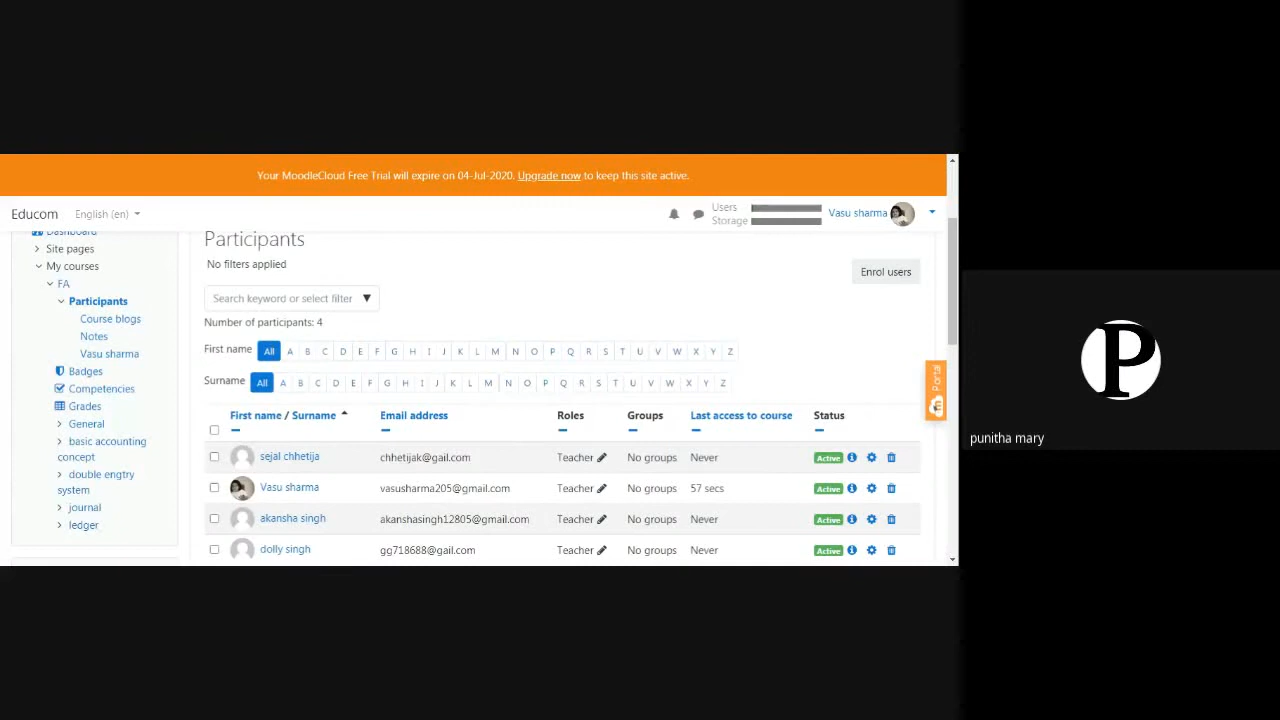 Your MoodleCloud Free Trial will expire on 04-Jul-2020. Upgrade now to keep this site active.
Educom English (en) Users Storage Vasu sharma
Dashboard
Site pages
My courses
FA
Participants
Course blogs
Notes
Vasu sharma
Badges
Competencies
Grades
General
basic accounting
concept
double engtry
system
journal
ledger
Participants
No filters applied
Enrol users
Search keyword or select filter
Number of participants: 4
First name All A B C D E F G H I J K L M N O P Q R S T U V W X Y Z
Surname All A B C D E F G H I J K L M N O P Q R S T U V W X Y Z
First name / Surname Email address Roles Groups Last access to course Status
sejal chhetija chhetijak@gail.com Teacher No groups Never Active
Vasu sharma vasusharma205@gmail.com Teacher No groups 57 secs Active
akansha singh akanshasingh12805@gmail.com Teacher No groups Never Active
dolly singh gg718688@gail.com Teacher No groups Never Active
Portal
P
punitha mary